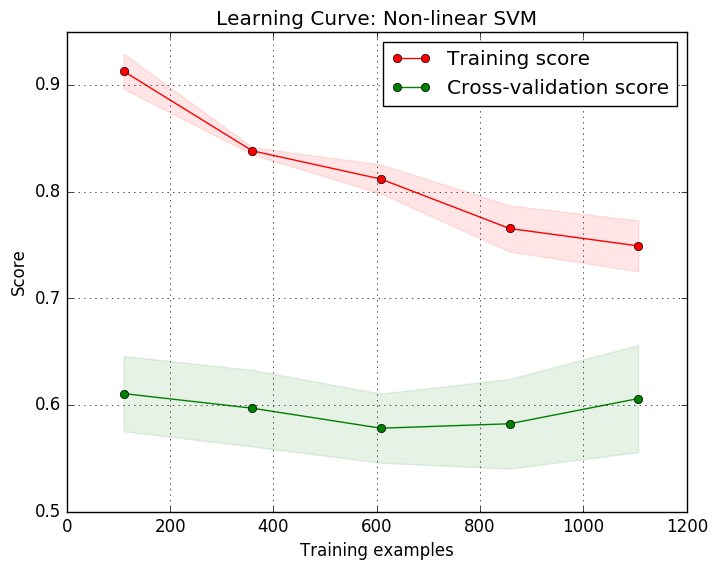 Learning Curve: Non-linear SVM
Training score
Cross-validation score
0.9
0.8
0.7
0.6
0.5
Score
0 200 400 600 800 1000 1200
Training examples